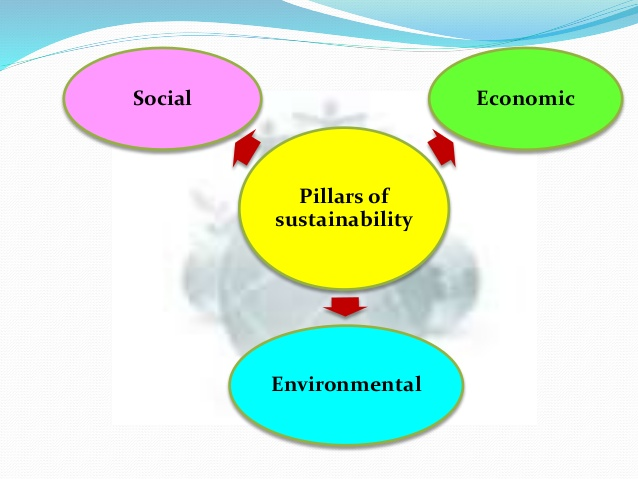 Social
Economic
Pillars of
sustainability
Environmental